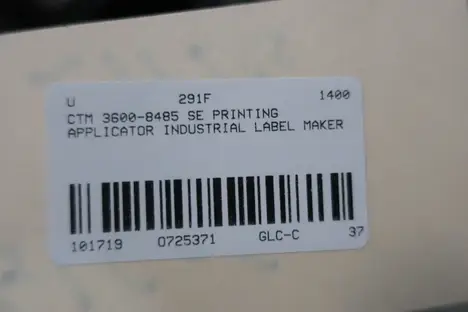 U 291F 1400
CTM 3600-8485 SE PRINTING
APPLICATOR INDUSTRIAL LABEL MAKER
101719 0725371 GLC-C 37